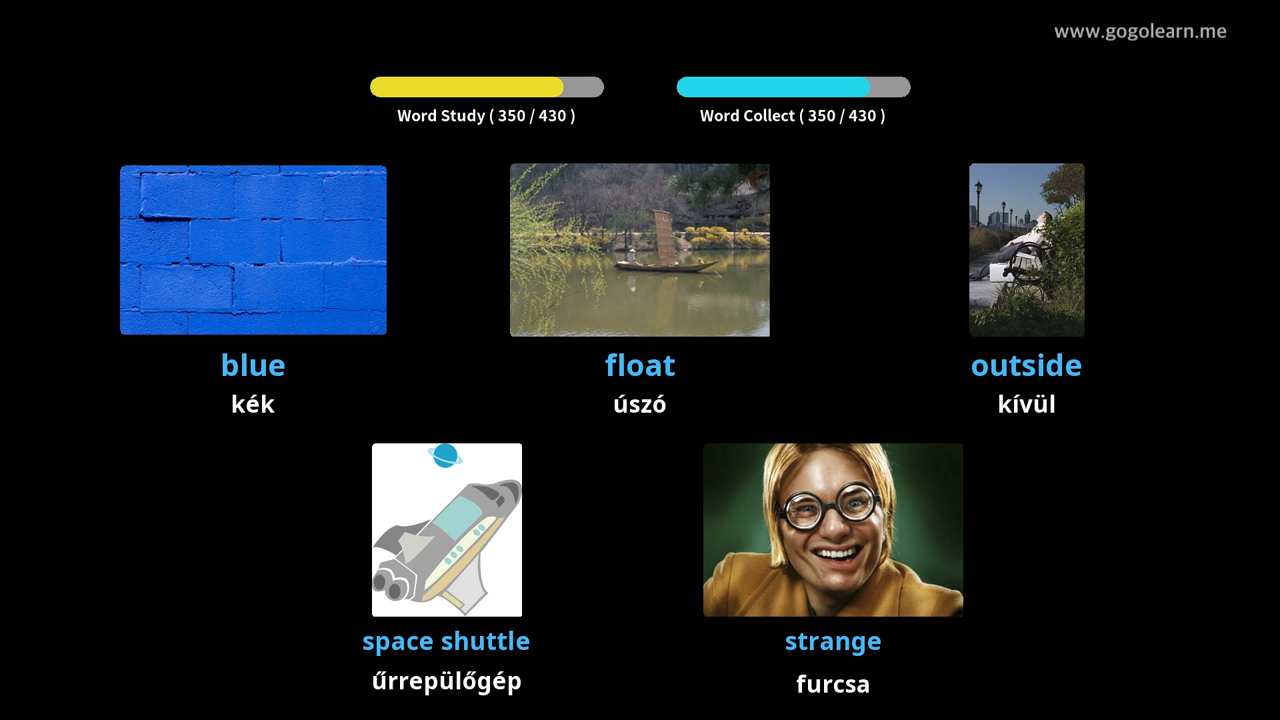 www.gogolearn.me
Word Study ( 350 / 430 )
Word Collect ( 350 / 430 )
blue
kék
float
úszó
outside
kívül
space shuttle
űrrepülőgép
strange
furcsa